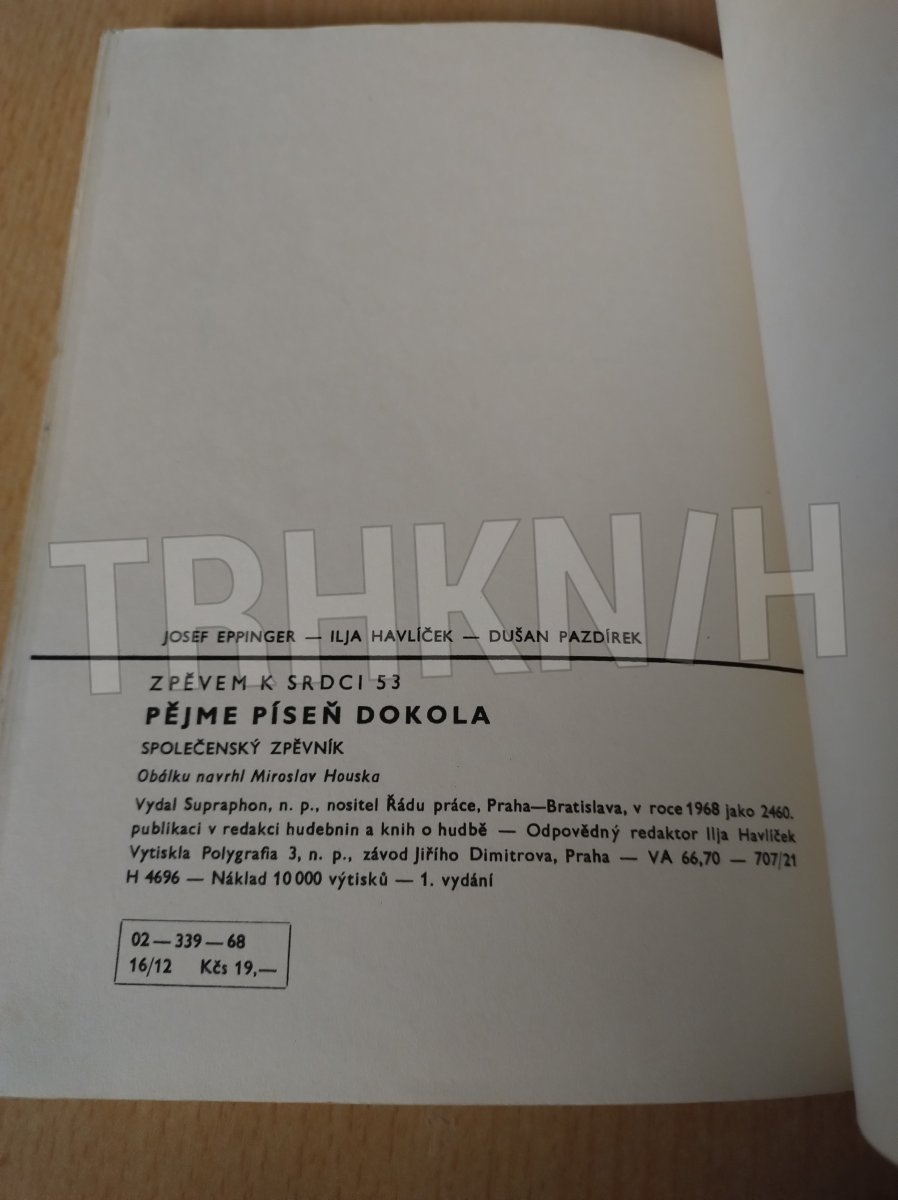 TRHKN/H
JOSEF EPPINGER — ILJA HAVLÍČEK — DUŠAN PAZDÍREK
ZPĚVEM K SRDCI 53
PĚJME PÍSEŇ DOKOLA
SPOLEČENSKÝ ZPĚVNÍK
Obálku navrhl Miroslav Houska
Vydal Supraphon, n. p., nositel Řádu práce, Praha—Bratislava, v roce 1968 jako 2460.
publikaci v redakci hudebnin a knih o hudbě — Odpovědný redaktor Ilja Havlíček
Vytiskla Polygrafia 3, n. p., závod Jiřího Dimitrova, Praha — VA 66,70 — 707/21
H 4696 — Náklad 10 000 výtisků — 1. vydání
02 — 339 — 68
16/12 Kčs 19,—